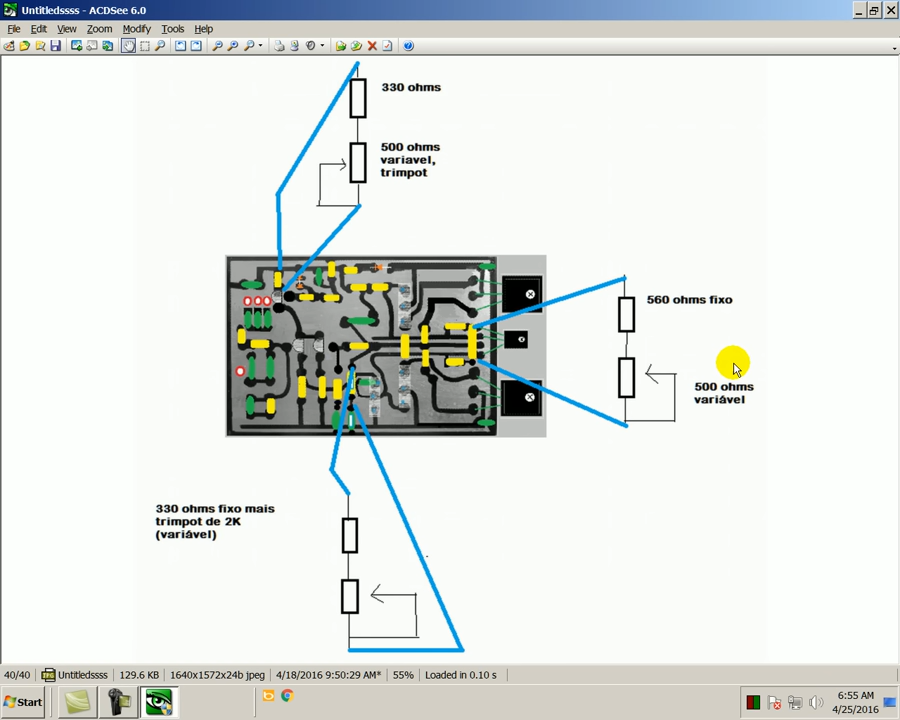 Untitledssss - ACDSee 6.0
File Edit View Zoom Modify Tools Help
330 ohms
500 ohms
variavel,
trimpot
560 ohms fixo
500 ohms
variável
330 ohms fixo mais
trimpot de 2K
(variável)
40/40 Untitledssss 129.6 KB 1640x1572x24b jpeg 4/18/2016 9:50:29 AM* 55% Loaded in 0.10 s
Start
6:55 AM
4/25/2016